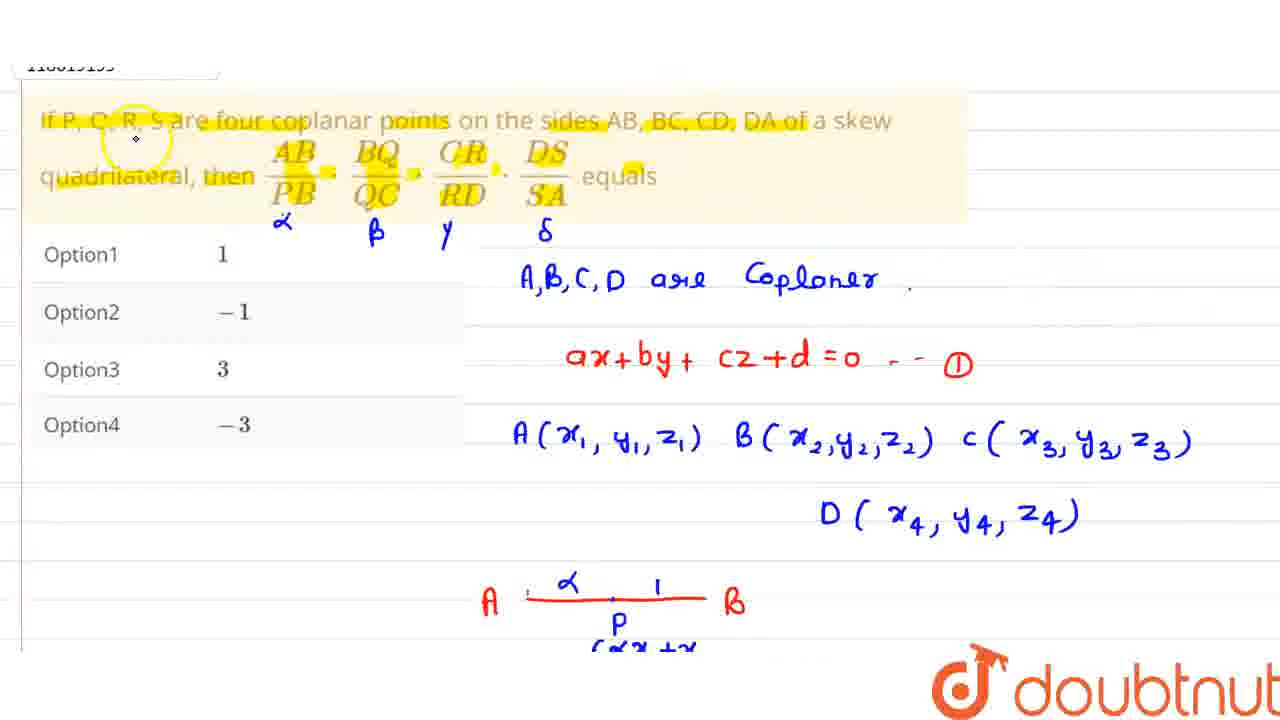 118019195
If P, Q, R, S are four coplanar points on the sides AB, BC, CD, DA of a skew
quadrilateral, then AB/PB · BQ/QC · CR/RD · DS/SA equals
α β γ δ
Option1 1
Option2 −1
Option3 3
Option4 −3
A,B,C,D are Coplaner .
ax+by+cz+d=0 -- ①
A(x₁,y₁,z₁) B(x₂,y₂,z₂) C(x₃,y₃,z₃)
D(x₄,y₄,z₄)
α 1
A B
P
doubtnut